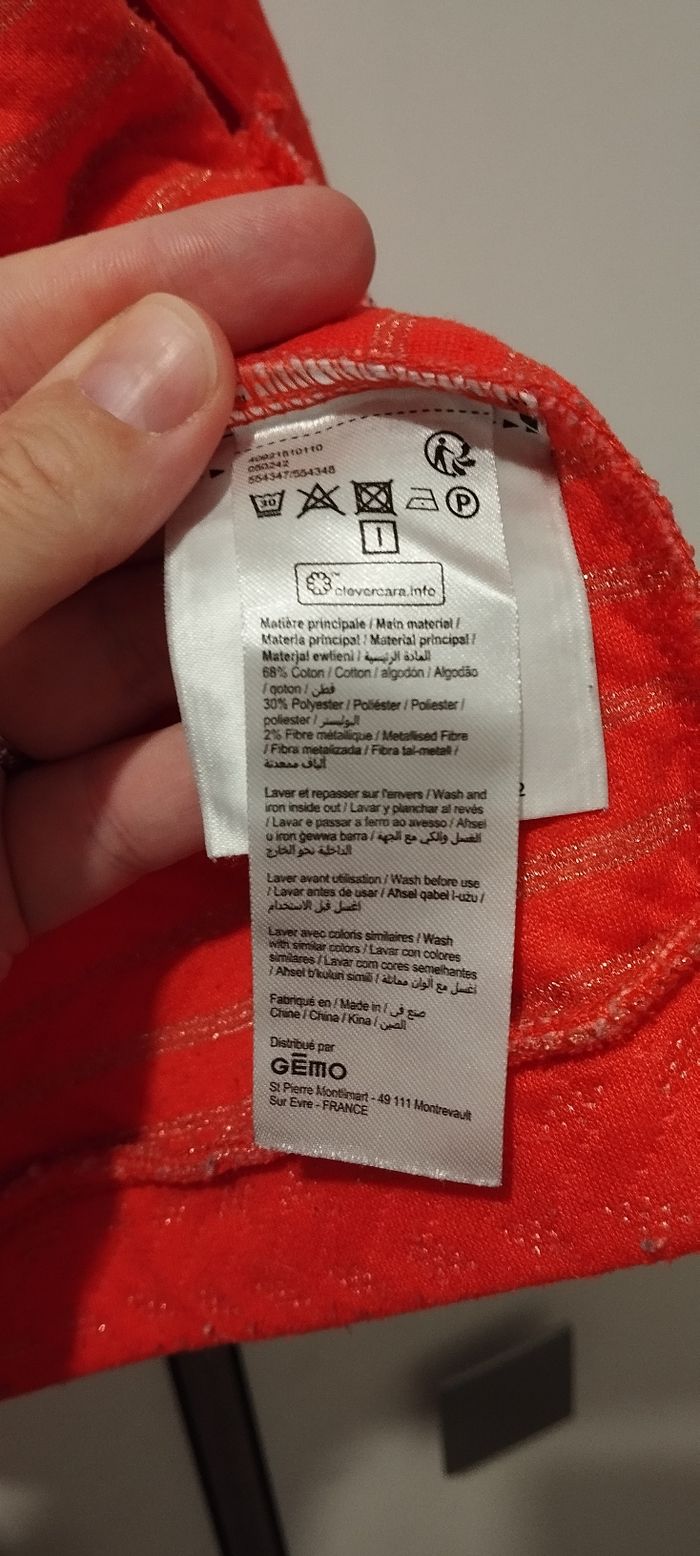 40021810110
050242
554347/554348
30
P
clevercare.info
Matière principale / Main material /
Materia principal / Material principal /
Materjal ewlieni / المادة الرئيسية
68% Coton / Cotton / algodón / Algodão
/ qoton / قطن
30% Polyester / Poliéster / Poliester /
poliester / البوليستر
2% Fibre métallique / Metallised Fibre
/ Fibra metalizada / Fibra tal-metall /
ألياف ممعدنة
Laver et repasser sur l'envers / Wash and
iron inside out / Lavar y planchar al revés
/ Lavar e passar a ferro ao avesso / Aħsel
u iron ġewwa barra / الغسل والكي مع الجهة
الداخلية نحو الخارج
Laver avant utilisation / Wash before use
/ Lavar antes de usar / Aħsel qabel l-użu /
اغسل قبل الاستخدام
Laver avec coloris similaires / Wash
with similar colors / Lavar con colores
similares / Lavar com cores semelhantes
/ Aħsel b'kuluri simili / اغسل مع ألوان مماثلة
Fabriqué en / Made in / صنع في
Chine / China / Kina / الصين
Distribué par
GĒMO
St Pierre Montlimart - 49 111 Montrevault
Sur Evre - FRANCE
2